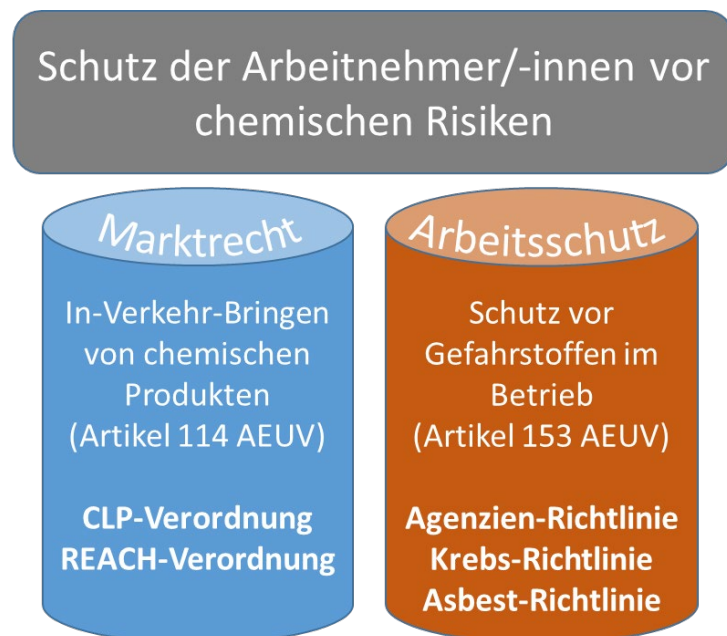 Schutz der Arbeitnehmer/-innen vor
chemischen Risiken
Marktrecht
In-Verkehr-Bringen
von chemischen
Produkten
(Artikel 114 AEUV)
CLP-Verordnung
REACH-Verordnung
Arbeitsschutz
Schutz vor
Gefahrstoffen im
Betrieb
(Artikel 153 AEUV)
Agenzien-Richtlinie
Krebs-Richtlinie
Asbest-Richtlinie